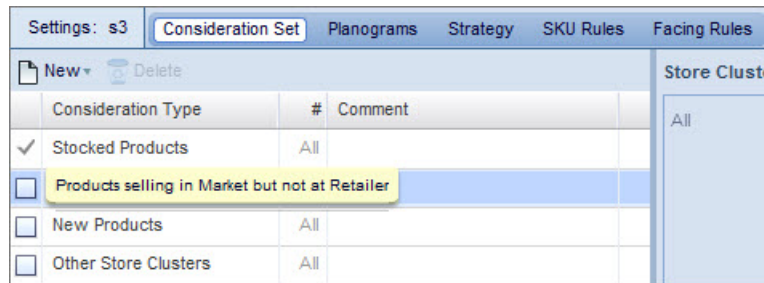 Settings: s3 Consideration Set Planograms Strategy SKU Rules Facing Rules
New Delete Store Clust
Consideration Type # Comment
All
Stocked Products All
Products selling in Market but not at Retailer
New Products All
Other Store Clusters All